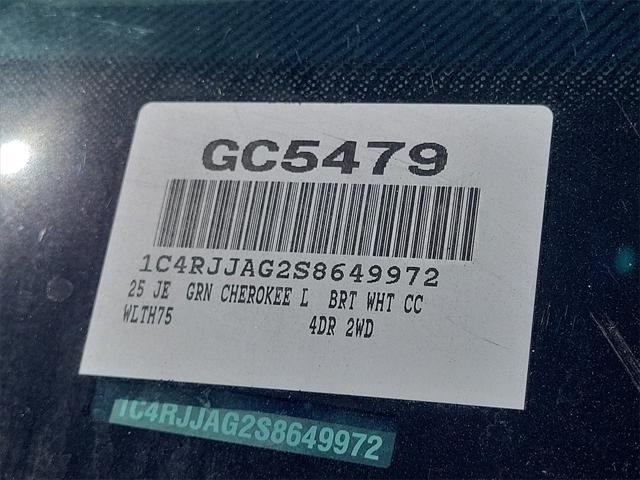 GC5479
1C4RJJAG2S8649972
25 JE GRN CHEROKEE L BRT WHT CC
WLTH75 4DR 2WD
1C4RJJAG2S8649972